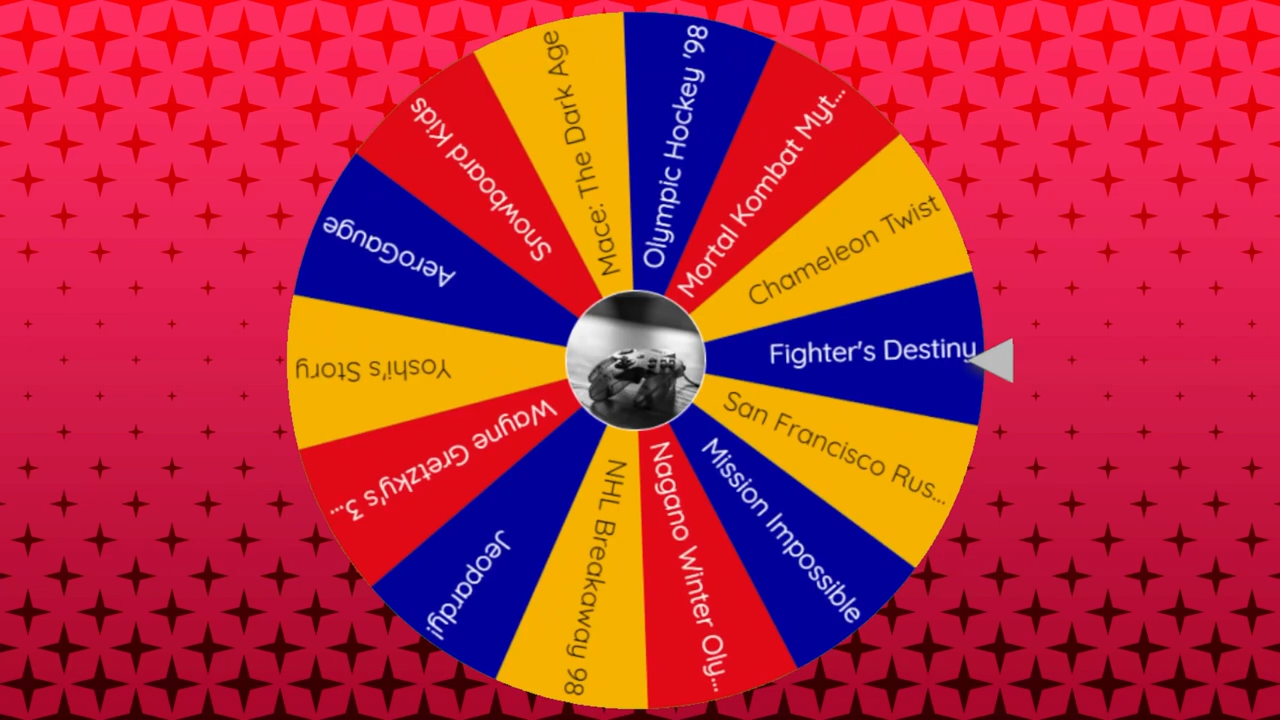 Olympic Hockey '98
Mortal Kombat Myt...
Chameleon Twist
Fighter's Destiny
San Francisco Rus...
Mission Impossible
Nagano Winter Oly...
NHL Breakaway 98
Jeopardy!
Wayne Gretzky's 3...
Yoshi's Story
AeroGauge
Snowboard Kids
Mace: The Dark Age